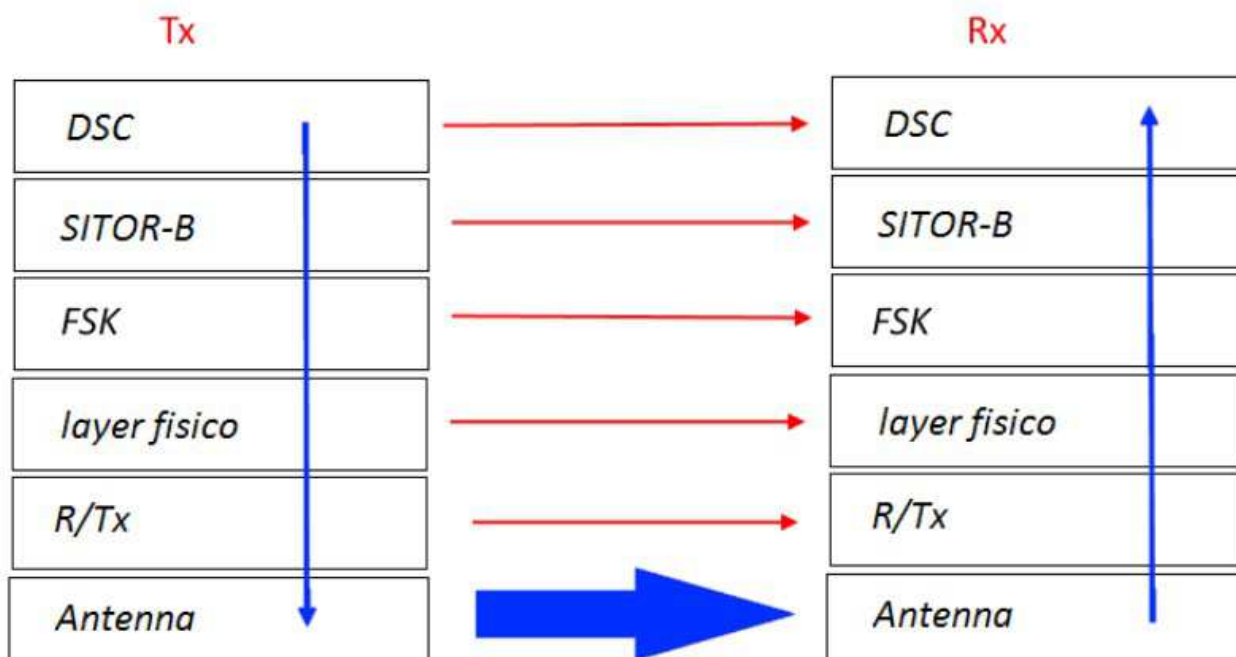 Tx
Rx
DSC
DSC
SITOR-B
SITOR-B
FSK
FSK
layer fisico
layer fisico
R/Tx
R/Tx
Antenna
Antenna